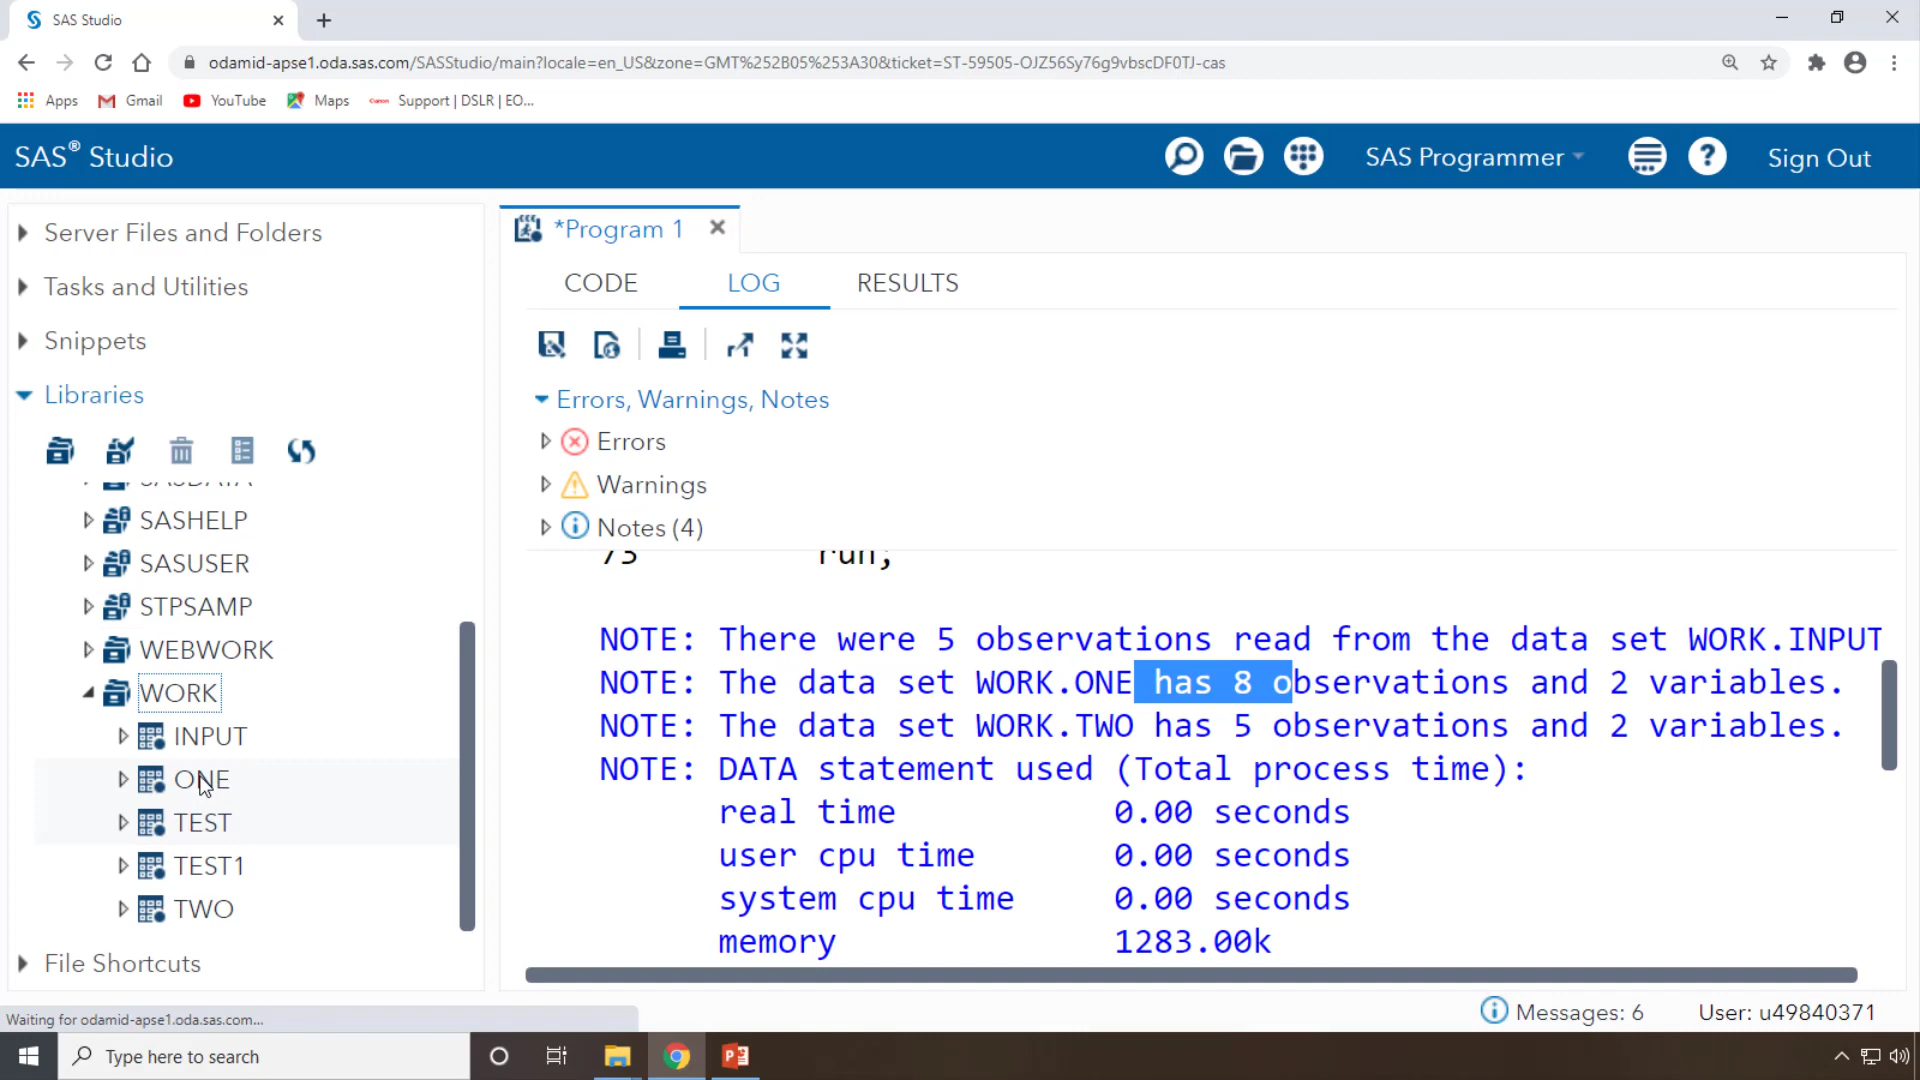 SAS Studio
odamid-apse1.oda.sas.com/SASStudio/main?locale=en_US&zone=GMT%252B05%253A30&ticket=ST-59505-OJZ56Sy76g9vbscDF0TJ-cas
Apps Gmail YouTube Maps Canon Support | DSLR | EO...
SAS® Studio SAS Programmer Sign Out
Server Files and Folders
Tasks and Utilities
Snippets
Libraries
SASDATA
SASHELP
SASUSER
STPSAMP
WEBWORK
WORK
INPUT
ONE
TEST
TEST1
TWO
File Shortcuts
*Program 1
CODE LOG RESULTS
Errors, Warnings, Notes
Errors
Warnings
Notes (4)
73 run;
NOTE: There were 5 observations read from the data set WORK.INPUT
NOTE: The data set WORK.ONE has 8 observations and 2 variables.
NOTE: The data set WORK.TWO has 5 observations and 2 variables.
NOTE: DATA statement used (Total process time):
real time 0.00 seconds
user cpu time 0.00 seconds
system cpu time 0.00 seconds
memory 1283.00k
Messages: 6 User: u49840371
Waiting for odamid-apse1.oda.sas.com...
Type here to search